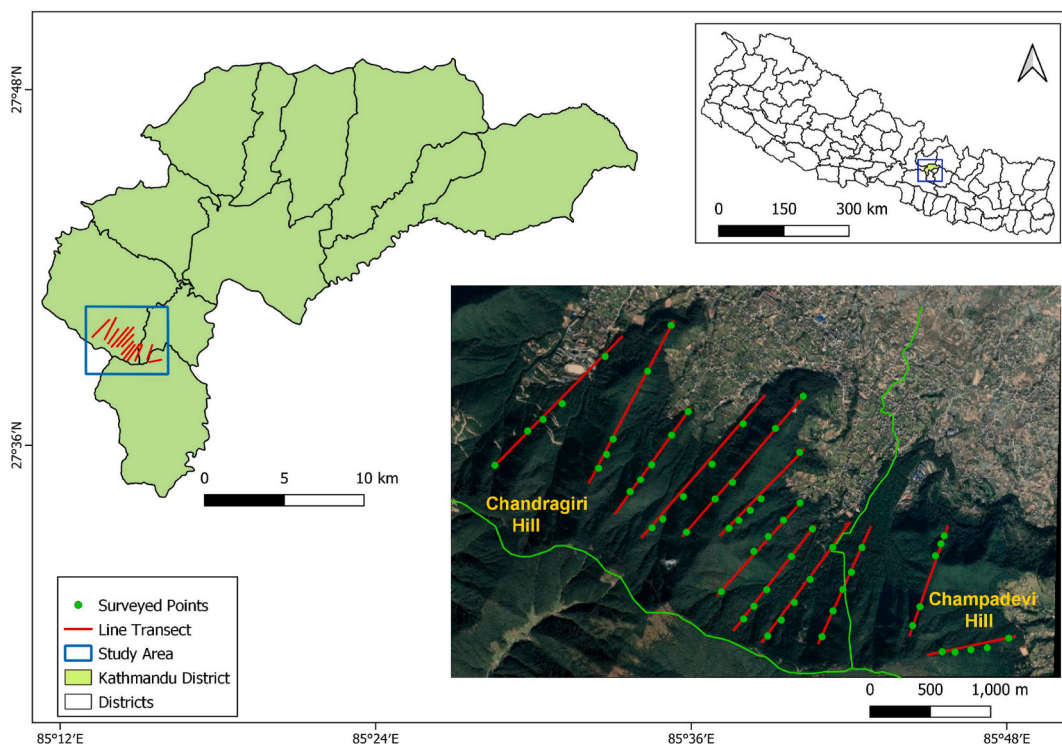 27°48'N
27°36'N
0 5 10 km
0 150 300 km
Chandragiri
Hill
Champadevi
Hill
0 500 1,000 m
Surveyed Points
Line Transect
Study Area
Kathmandu District
Districts
85°12'E 85°24'E 85°36'E 85°48'E